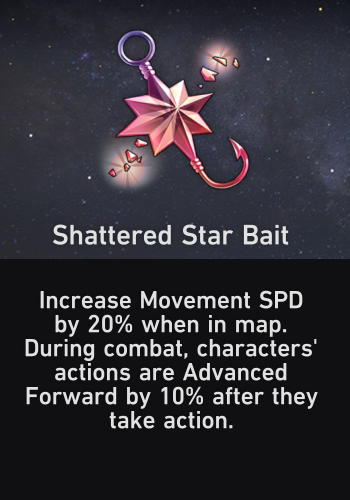 Shattered Star Bait
Increase Movement SPD
by 20% when in map.
During combat, characters'
actions are Advanced
Forward by 10% after they
take action.